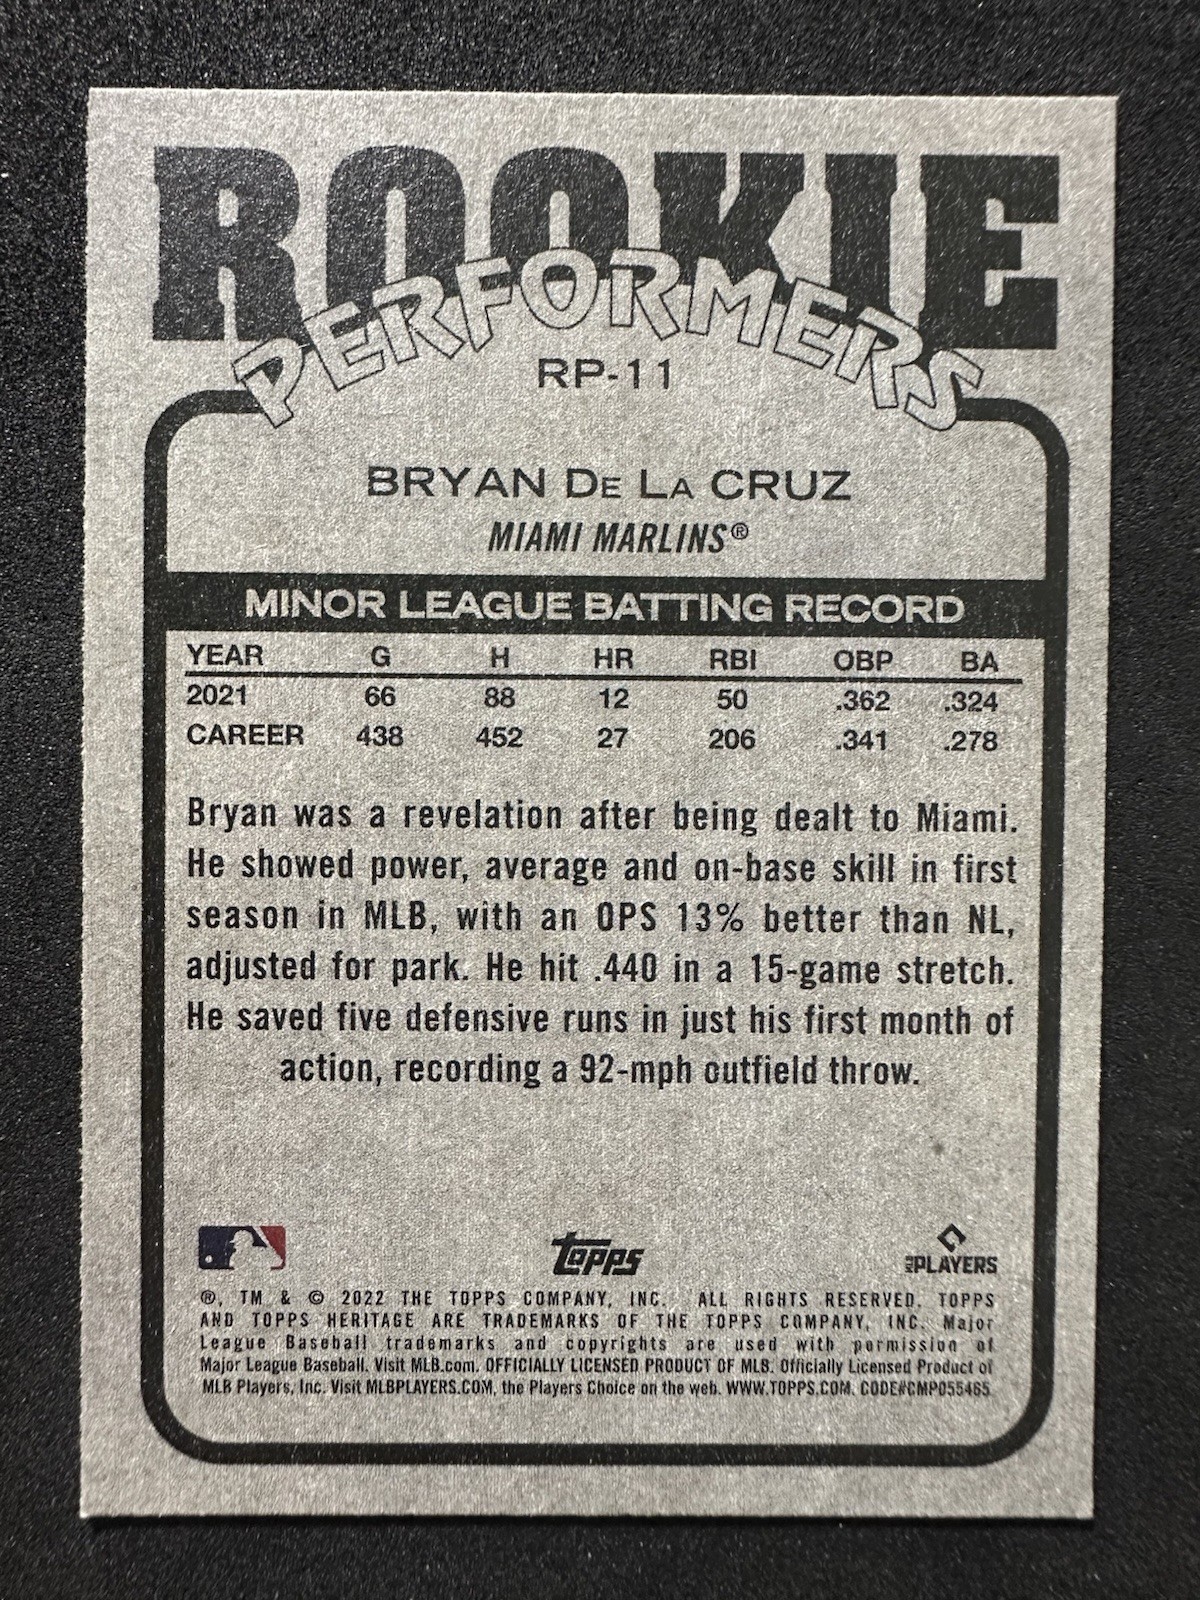 ROOKIE
PERFORMERS
RP-11
BRYAN DE LA CRUZ
MIAMI MARLINS®
MINOR LEAGUE BATTING RECORD
YEAR G H HR RBI OBP BA
2021 66 88 12 50 .362 .324
CAREER 438 452 27 206 .341 .278
Bryan was a revelation after being dealt to Miami.
He showed power, average and on-base skill in first
season in MLB, with an OPS 13% better than NL,
adjusted for park. He hit .440 in a 15-game stretch.
He saved five defensive runs in just his first month of
action, recording a 92-mph outfield throw.
Topps
MLB PLAYERS
®, TM & © 2022 THE TOPPS COMPANY, INC. ALL RIGHTS RESERVED. TOPPS
AND TOPPS HERITAGE ARE TRADEMARKS OF THE TOPPS COMPANY, INC. Major
League Baseball trademarks and copyrights are used with permission of
Major League Baseball. Visit MLB.com. OFFICIALLY LICENSED PRODUCT OF MLB. Officially Licensed Product of
MLB Players, Inc. Visit MLBPLAYERS.COM, the Players Choice on the web. WWW.TOPPS.COM. CODE#CMP055465